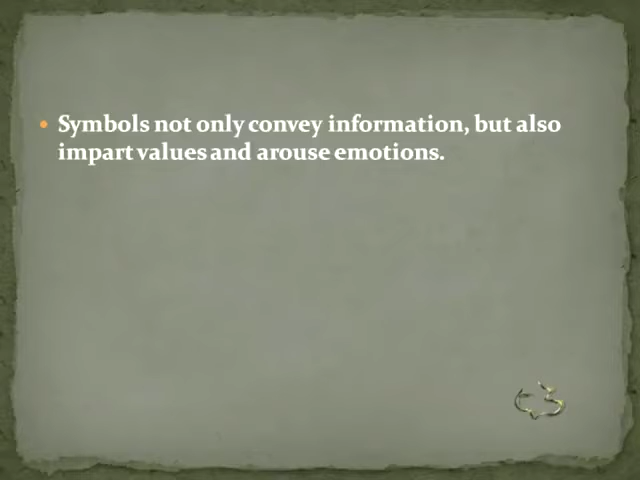 Symbols not only convey information, but also
impart values and arouse emotions.